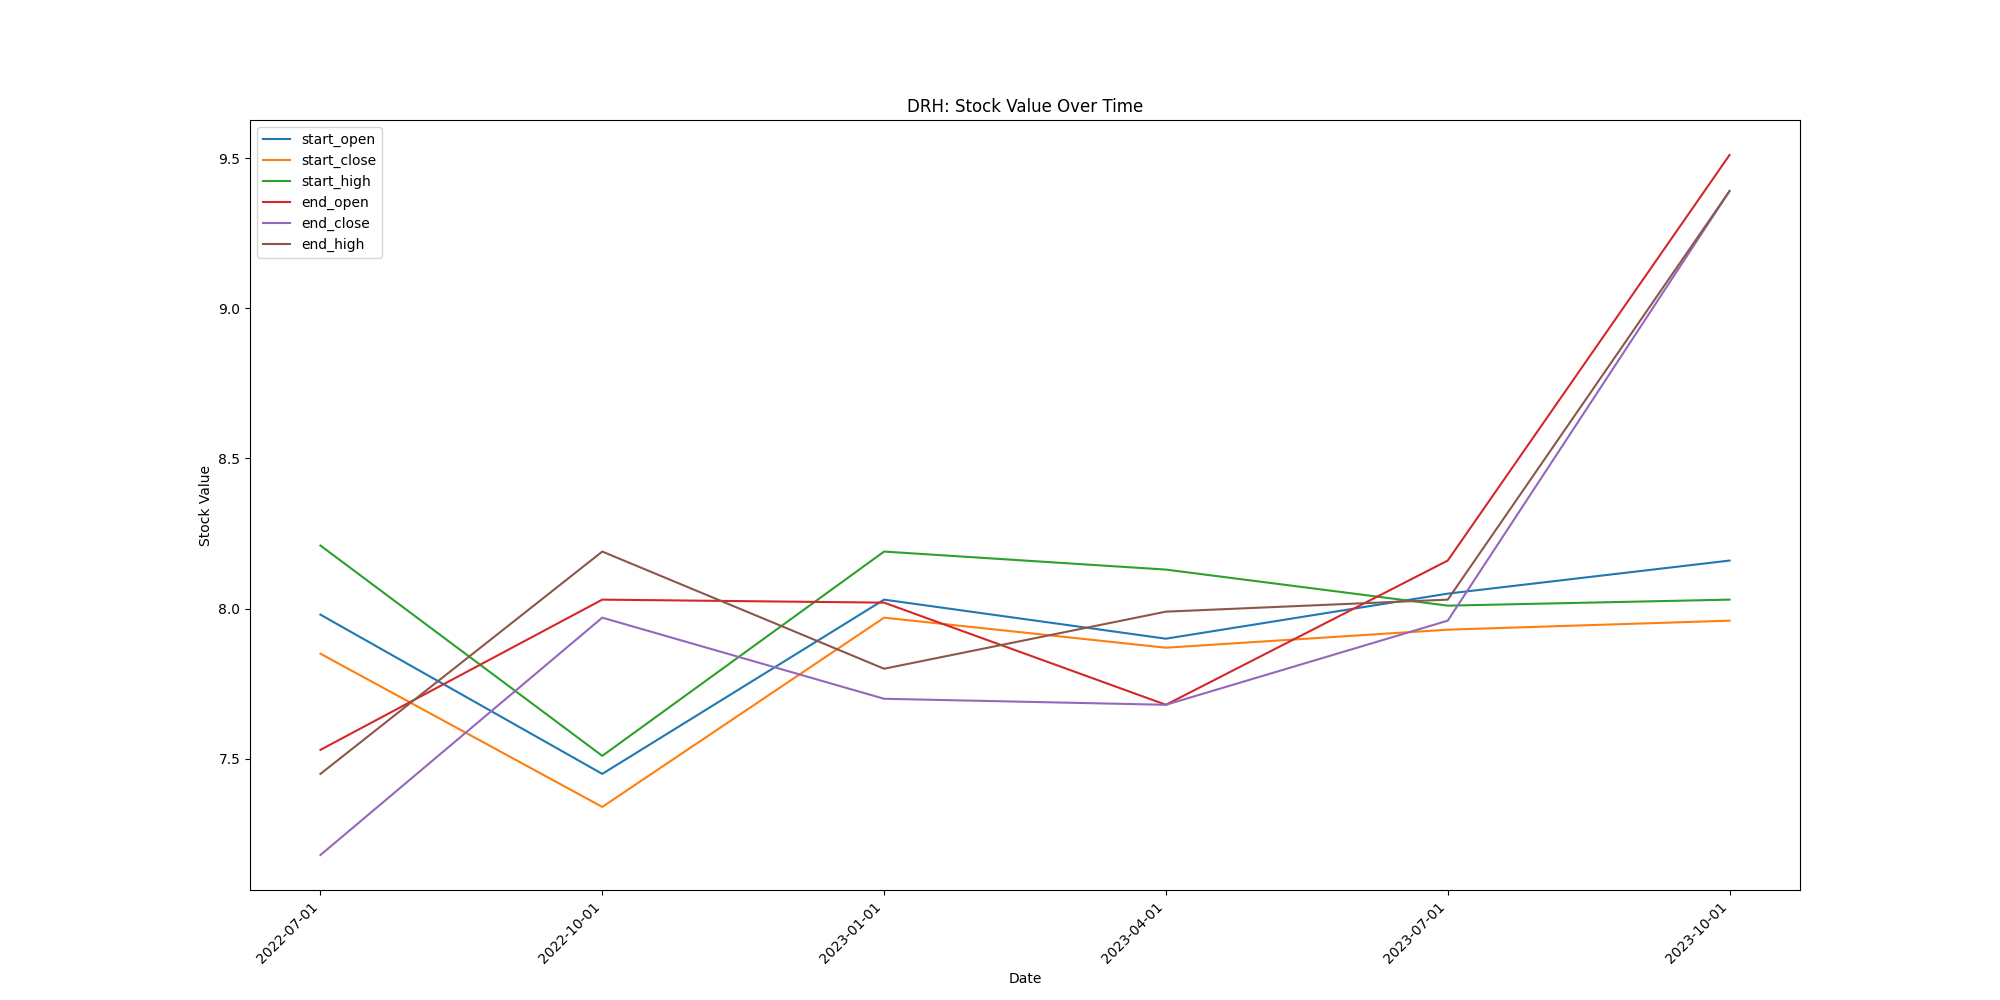 DRH: Stock Value Over Time
start_open
start_close
start_high
end_open
end_close
end_high
9.5
9.0
8.5
8.0
7.5
Stock Value
2022-07-01
2022-10-01
2023-01-01
2023-04-01
2023-07-01
2023-10-01
Date